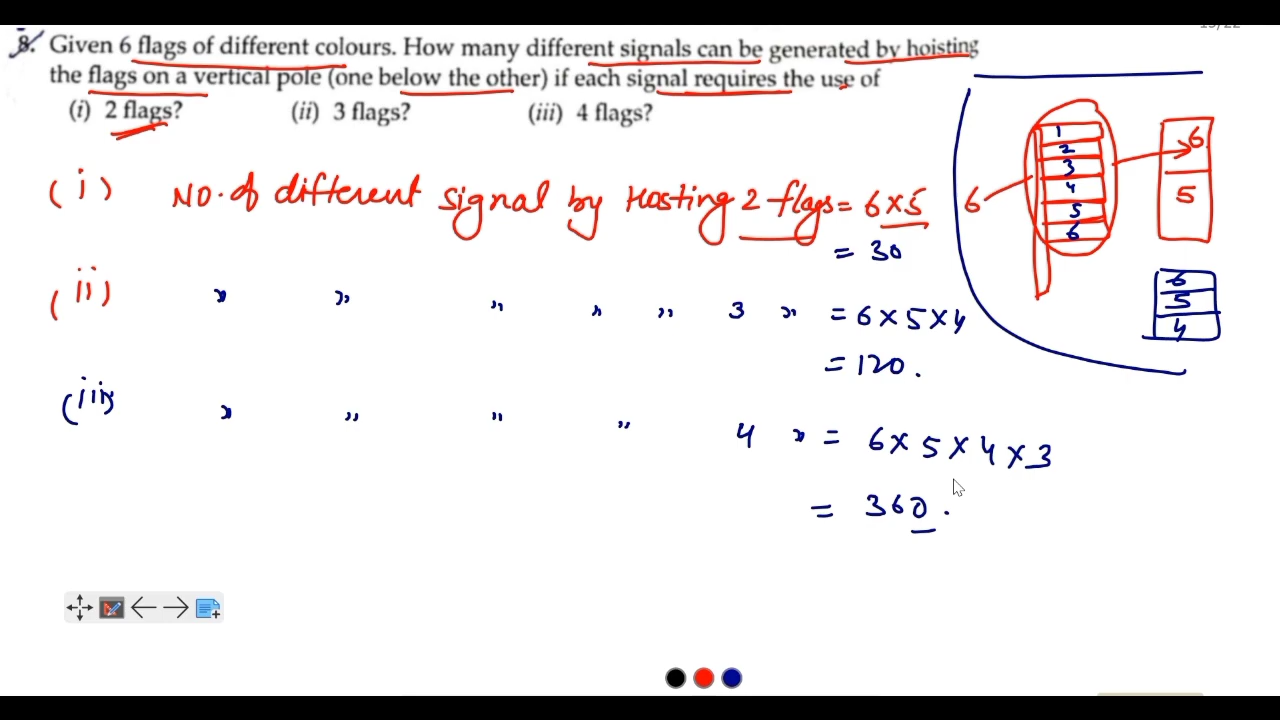 8. Given 6 flags of different colours. How many different signals can be generated by hoisting
the flags on a vertical pole (one below the other) if each signal requires the use of
(i) 2 flags? (ii) 3 flags? (iii) 4 flags?
(i) No. of different signal by Hosting 2 flags = 6×5
= 30
(ii) " " " " " 3 " = 6×5×4
= 120.
(iii) " " " " 4 " = 6×5×4×3
= 360.
6
1
2
3
4
5
6
6
5
6
5
4